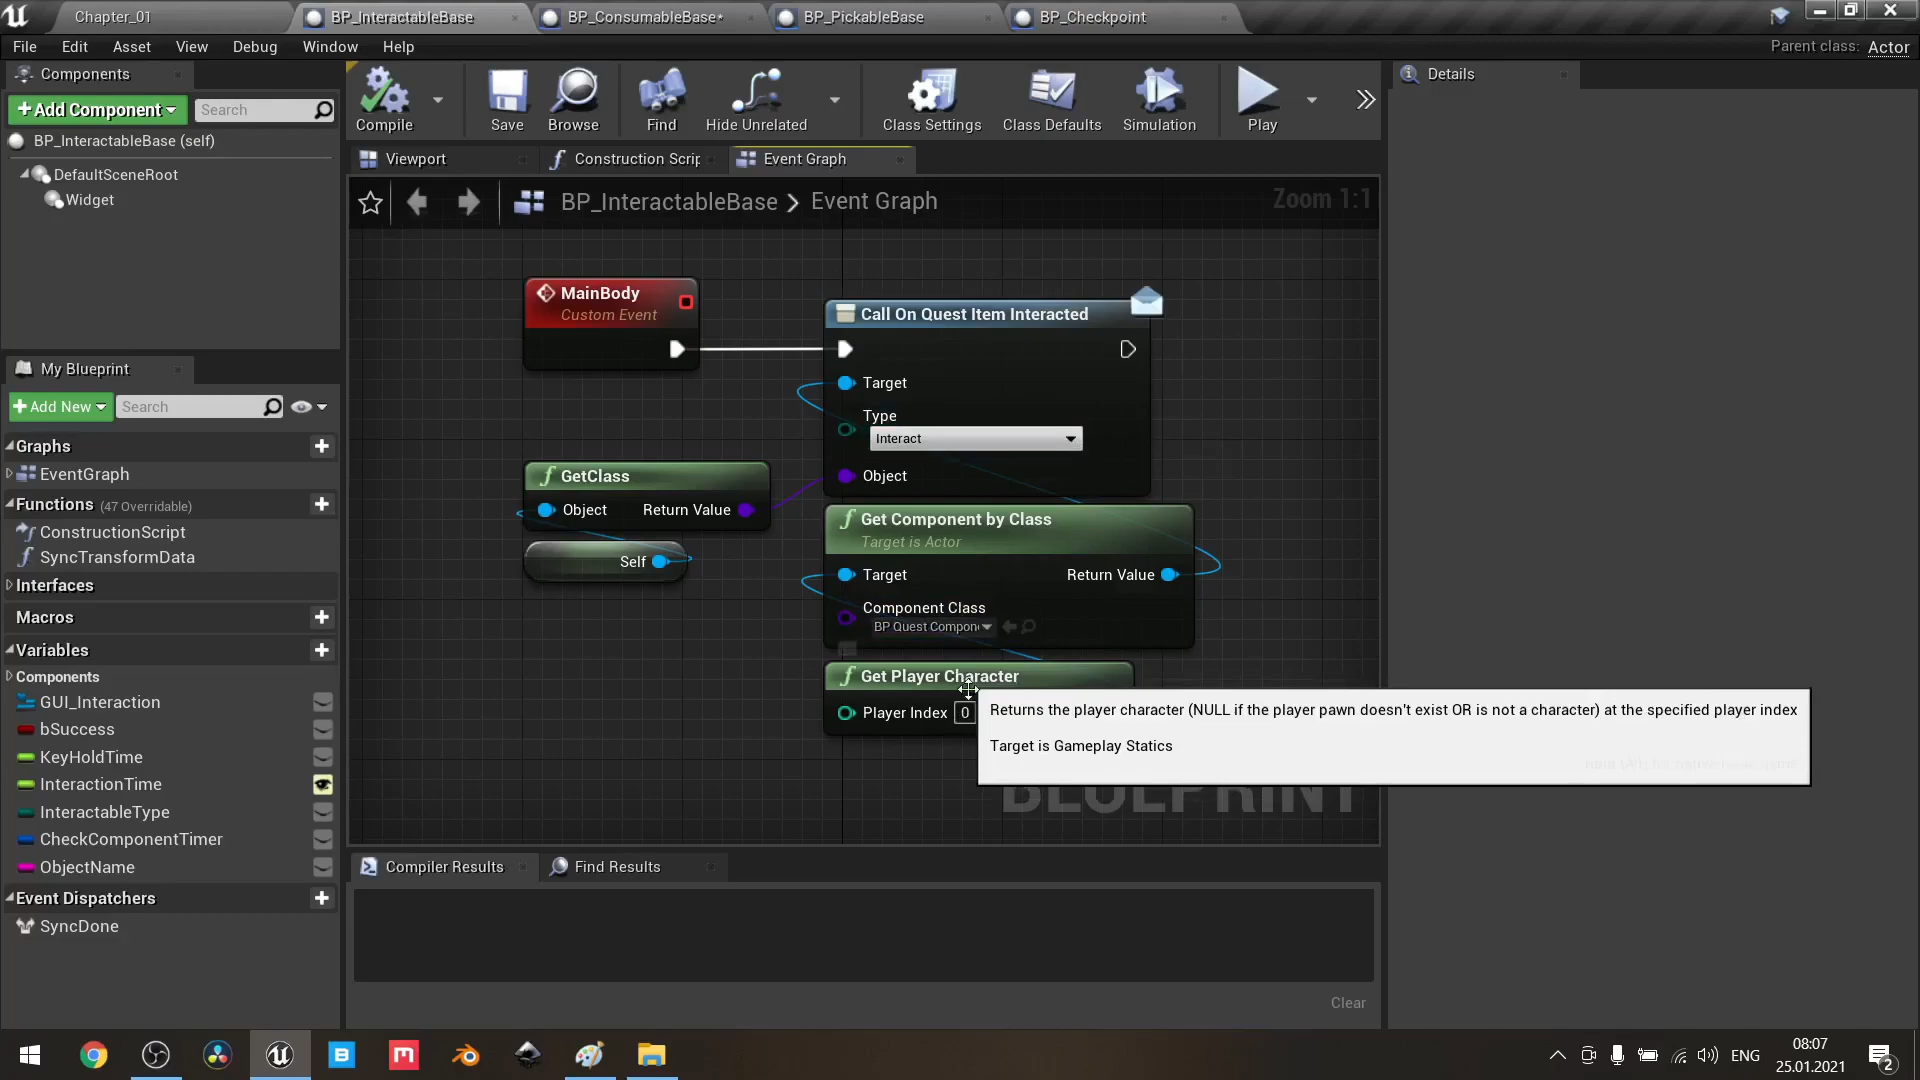 Chapter_01
BP_InteractableBase
BP_ConsumableBase*
BP_PickableBase
BP_Checkpoint
File Edit Asset View Debug Window Help
Parent class: Actor
Components
+Add Component
Search
BP_InteractableBase (self)
DefaultSceneRoot
Widget
Compile
Save
Browse
Find
Hide Unrelated
Class Settings
Class Defaults
Simulation
Play
Details
Viewport
Construction Scrip
Event Graph
BP_InteractableBase > Event Graph
Zoom 1:1
MainBody
Custom Event
Call On Quest Item Interacted
Target
Type
Interact
Object
GetClass
Object Return Value
Self
Get Component by Class
Target is Actor
Target Return Value
Component Class
BP Quest Compon
Get Player Character
Player Index 0
Returns the player character (NULL if the player pawn doesn't exist OR is not a character) at the specified player index
Target is Gameplay Statics
BLUEPRINT
My Blueprint
+Add New
Search
Graphs
EventGraph
Functions (47 Overridable)
ConstructionScript
SyncTransformData
Interfaces
Macros
Variables
Components
GUI_Interaction
bSuccess
KeyHoldTime
InteractionTime
InteractableType
CheckComponentTimer
ObjectName
Event Dispatchers
SyncDone
Compiler Results
Find Results
Clear
ENG
08:07
25.01.2021
2